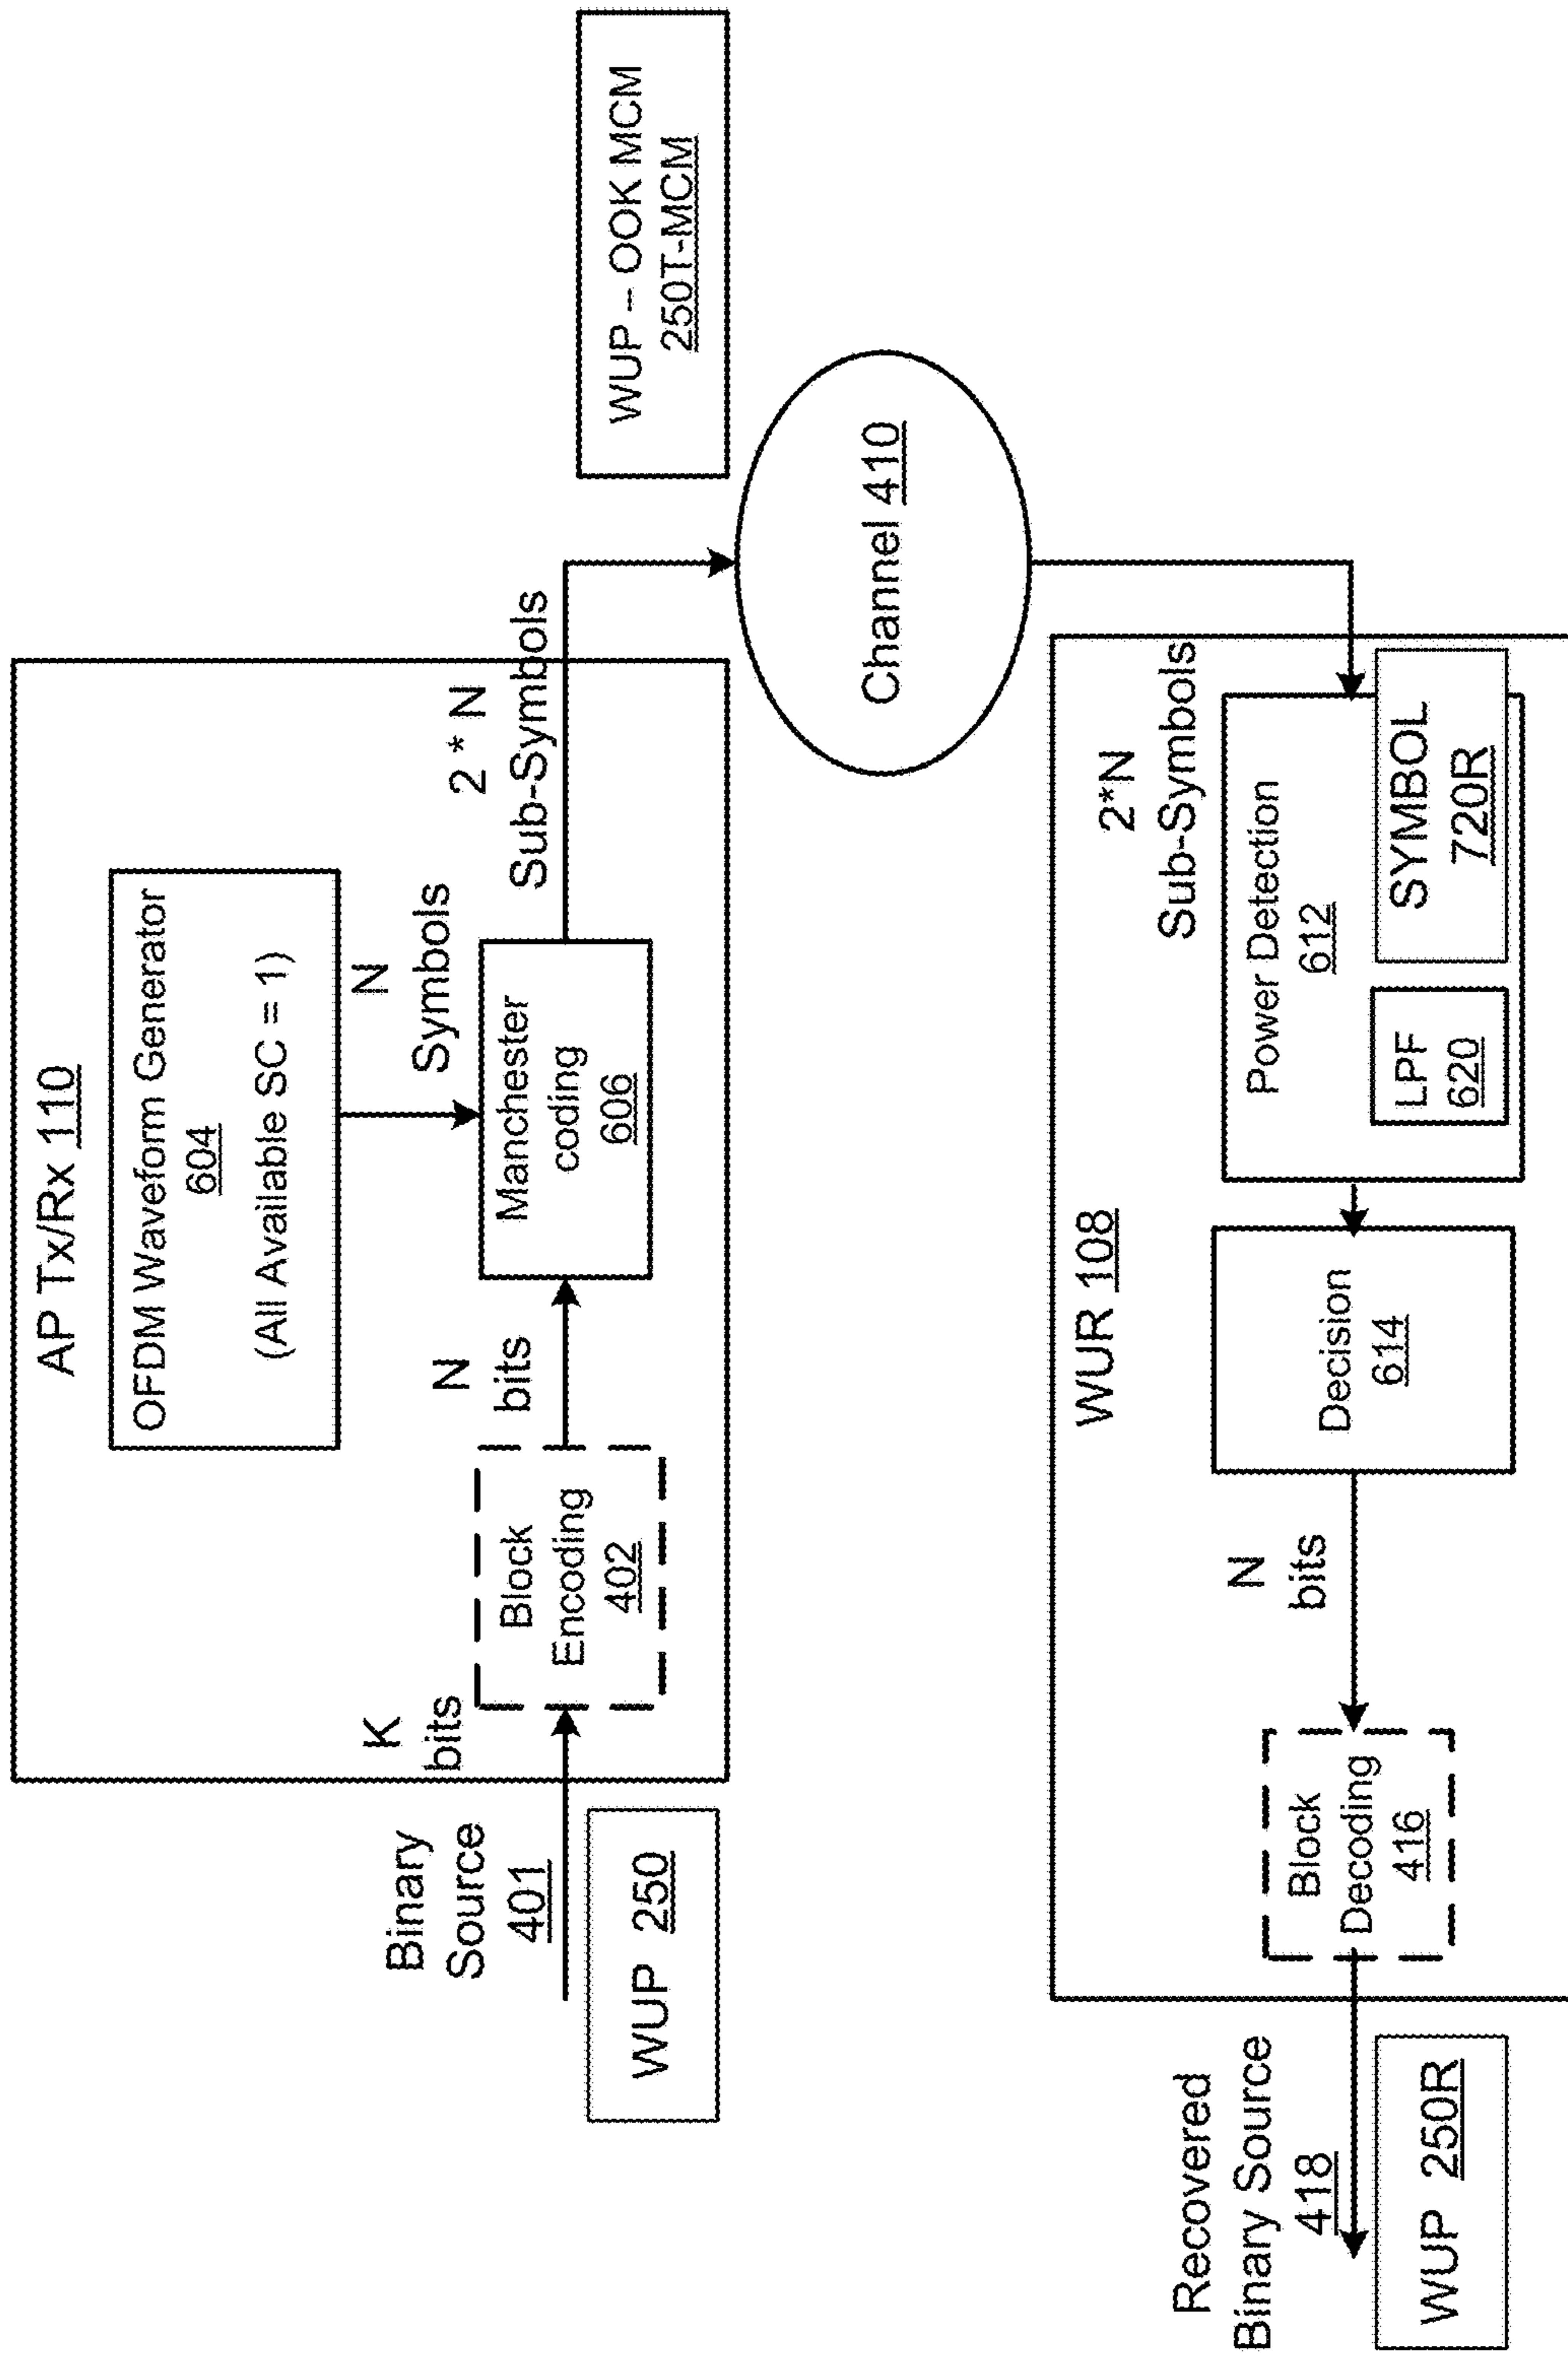 AP Tx/Rx 110
OFDM Waveform Generator
604
(All Available SC = 1)
N
Symbols
Binary
Source
401
WUP 250
K
bits
Block
Encoding
402
N
bits
Manchester
coding
606
2 * N
Sub-Symbols
WUP – OOK MCM
250T-MCM
Channel 410
WUR 108
2*N
Sub-Symbols
Power Detection
612
LPF
620
SYMBOL
720R
Decision
614
N
bits
Block
Decoding
416
Recovered
Binary Source
418
WUP 250R